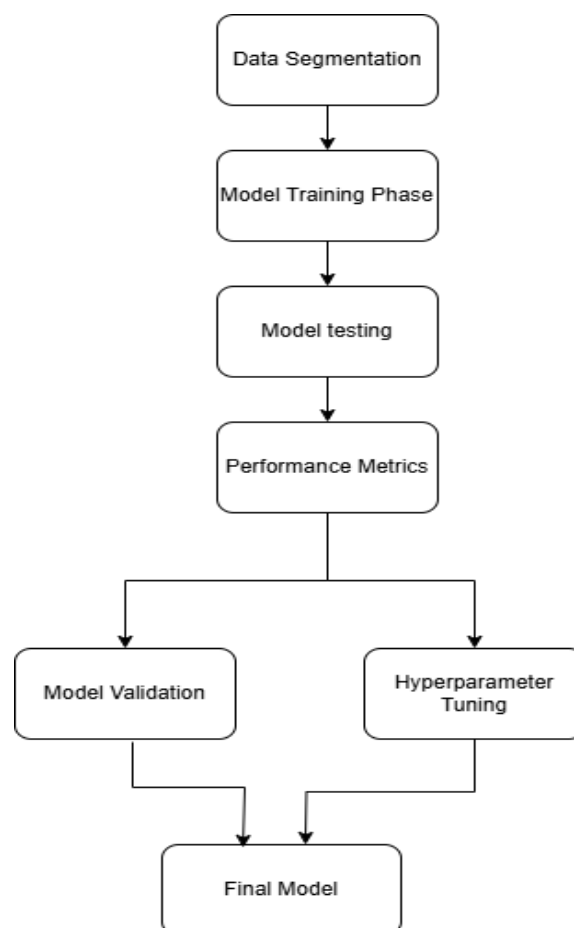 Data Segmentation
Model Training Phase
Model testing
Performance Metrics
Model Validation
Hyperparameter
Tuning
Final Model